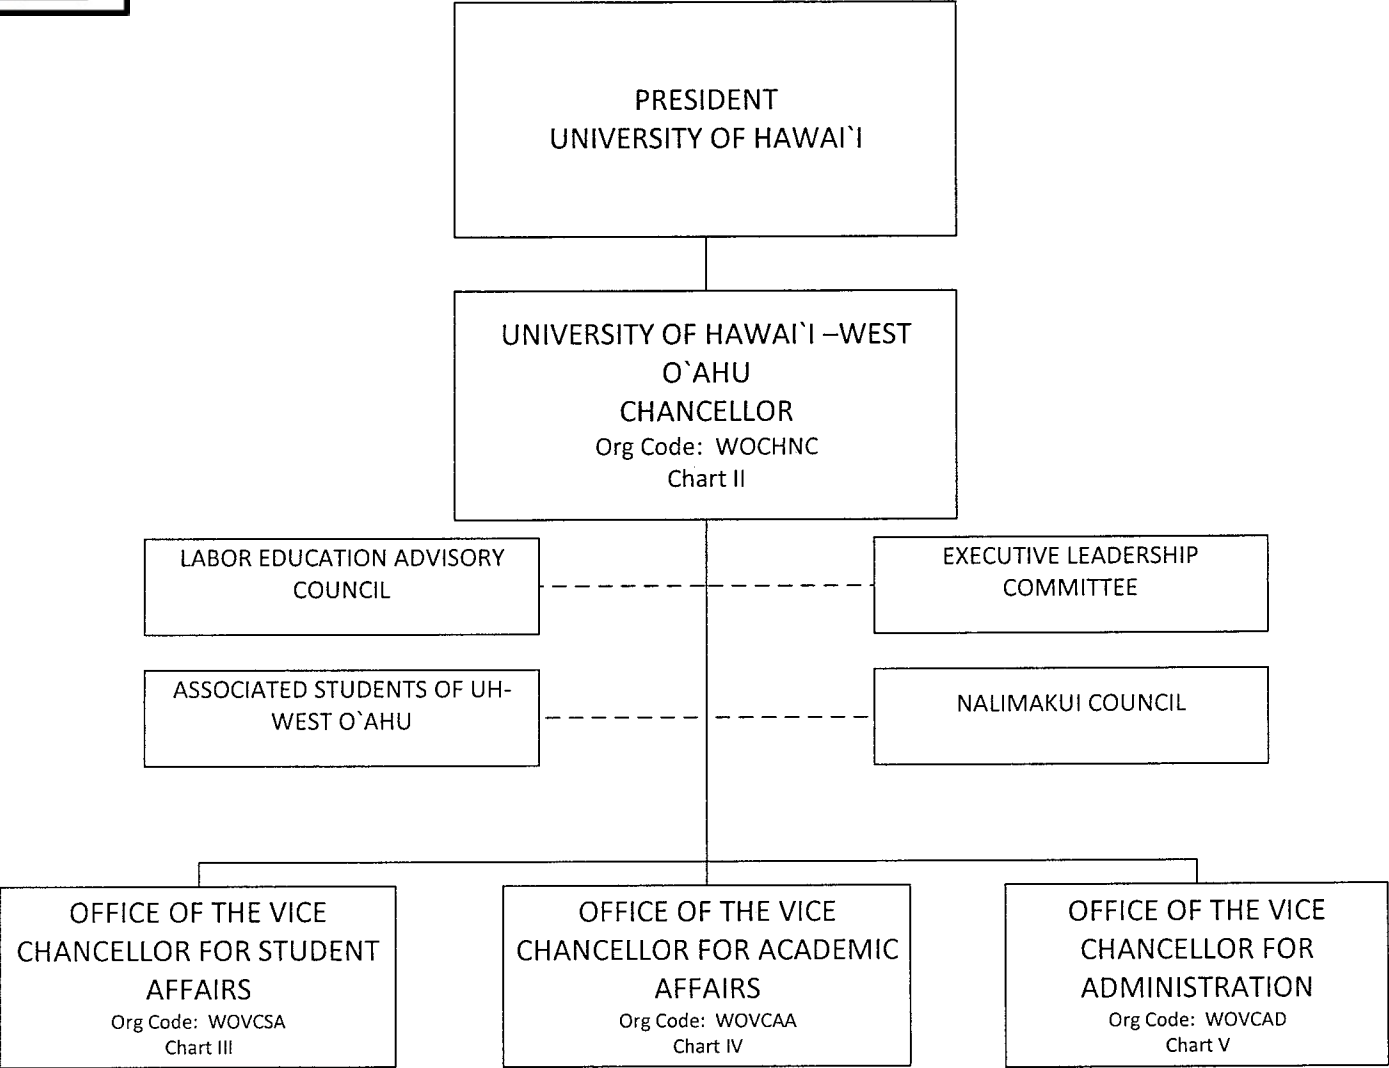 PRESIDENT
UNIVERSITY OF HAWAI`I
UNIVERSITY OF HAWAI`I –WEST
O`AHU
CHANCELLOR
Org Code: WOCHNC
Chart II
LABOR EDUCATION ADVISORY
COUNCIL
EXECUTIVE LEADERSHIP
COMMITTEE
ASSOCIATED STUDENTS OF UH-
WEST O`AHU
NALIMAKUI COUNCIL
OFFICE OF THE VICE
CHANCELLOR FOR STUDENT
AFFAIRS
Org Code: WOVCSA
Chart III
OFFICE OF THE VICE
CHANCELLOR FOR ACADEMIC
AFFAIRS
Org Code: WOVCAA
Chart IV
OFFICE OF THE VICE
CHANCELLOR FOR
ADMINISTRATION
Org Code: WOVCAD
Chart V